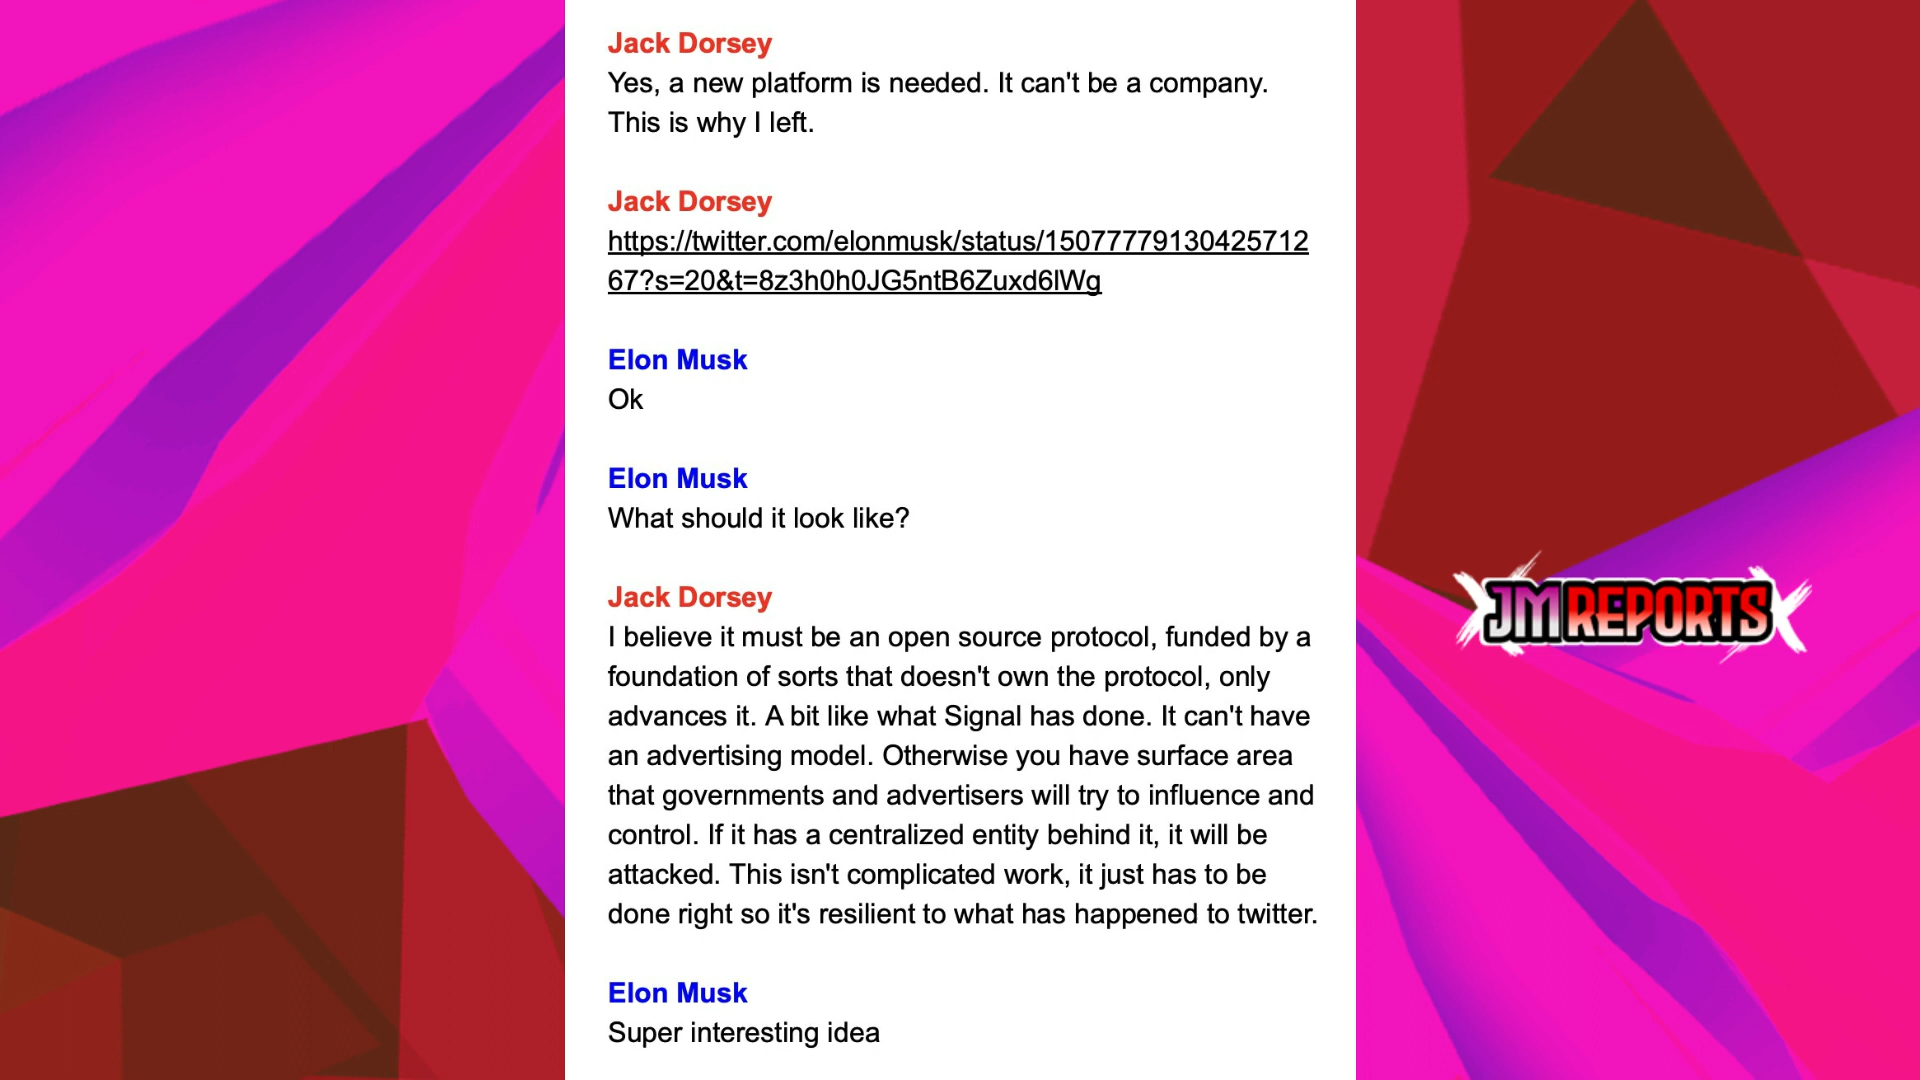 Jack Dorsey
Yes, a new platform is needed. It can't be a company.
This is why I left.
Jack Dorsey
https://twitter.com/elonmusk/status/15077779130425712
67?s=20&t=8z3h0h0JG5ntB6Zuxd6lWg
Elon Musk
Ok
Elon Musk
What should it look like?
Jack Dorsey
I believe it must be an open source protocol, funded by a
foundation of sorts that doesn't own the protocol, only
advances it. A bit like what Signal has done. It can't have
an advertising model. Otherwise you have surface area
that governments and advertisers will try to influence and
control. If it has a centralized entity behind it, it will be
attacked. This isn't complicated work, it just has to be
done right so it's resilient to what has happened to twitter.
Elon Musk
Super interesting idea
JMREPORTS